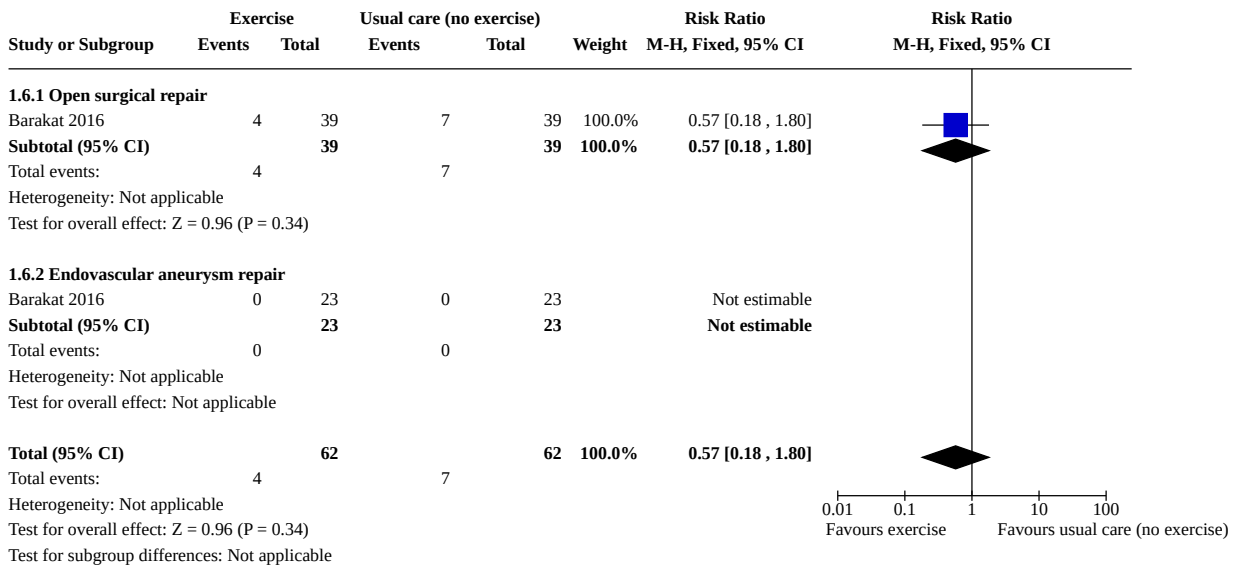 Exercise Usual care (no exercise) Risk Ratio Risk Ratio
Study or Subgroup Events Total Events Total Weight M-H, Fixed, 95% CI M-H, Fixed, 95% CI
1.6.1 Open surgical repair
Barakat 2016 4 39 7 39 100.0% 0.57 [0.18 , 1.80]
Subtotal (95% CI) 39 39 100.0% 0.57 [0.18 , 1.80]
Total events: 4 7
Heterogeneity: Not applicable
Test for overall effect: Z = 0.96 (P = 0.34)
1.6.2 Endovascular aneurysm repair
Barakat 2016 0 23 0 23 Not estimable
Subtotal (95% CI) 23 23 Not estimable
Total events: 0 0
Heterogeneity: Not applicable
Test for overall effect: Not applicable
Total (95% CI) 62 62 100.0% 0.57 [0.18 , 1.80]
Total events: 4 7
Heterogeneity: Not applicable
0.01 0.1 1 10 100
Test for overall effect: Z = 0.96 (P = 0.34)
Favours exercise Favours usual care (no exercise)
Test for subgroup differences: Not applicable